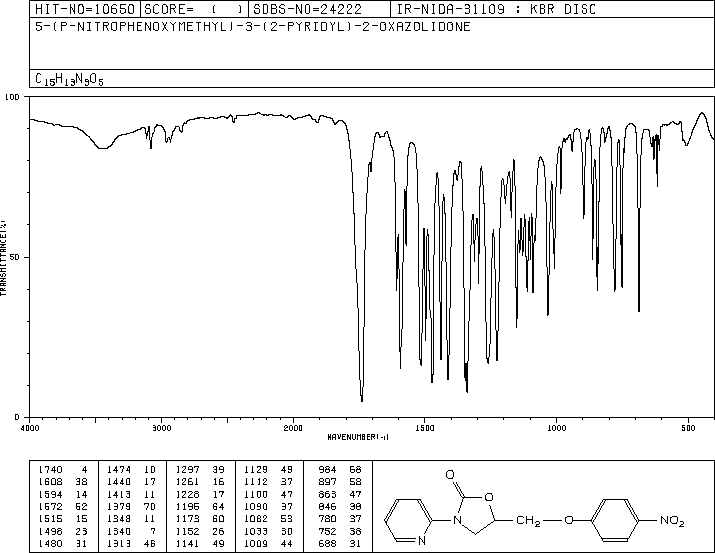 HIT-NO=10650 SCORE= ( ) SDBS-NO=24222 IR-NIDA-31109 : KBR DISC
5-(P-NITROPHENOXYMETHYL)-3-(2-PYRIDYL)-2-OXAZOLIDONE
C15H13N3O5
100
50
0
TRANSMITTANCE(%)
4000 3000 2000 1500 1000 500
WAVENUMBER(-1)
1740 4 1474 10 1297 39 1129 49 984 68
1608 38 1440 17 1261 16 1112 37 897 58
1594 14 1413 11 1228 17 1100 47 863 47
1572 52 1379 70 1196 64 1090 37 846 38
1515 15 1348 11 1173 60 1082 53 780 37
1498 23 1340 7 1152 26 1033 30 752 38
1480 31 1313 46 1141 49 1009 44 688 31
O
O
N
N
CH2
O
NO2